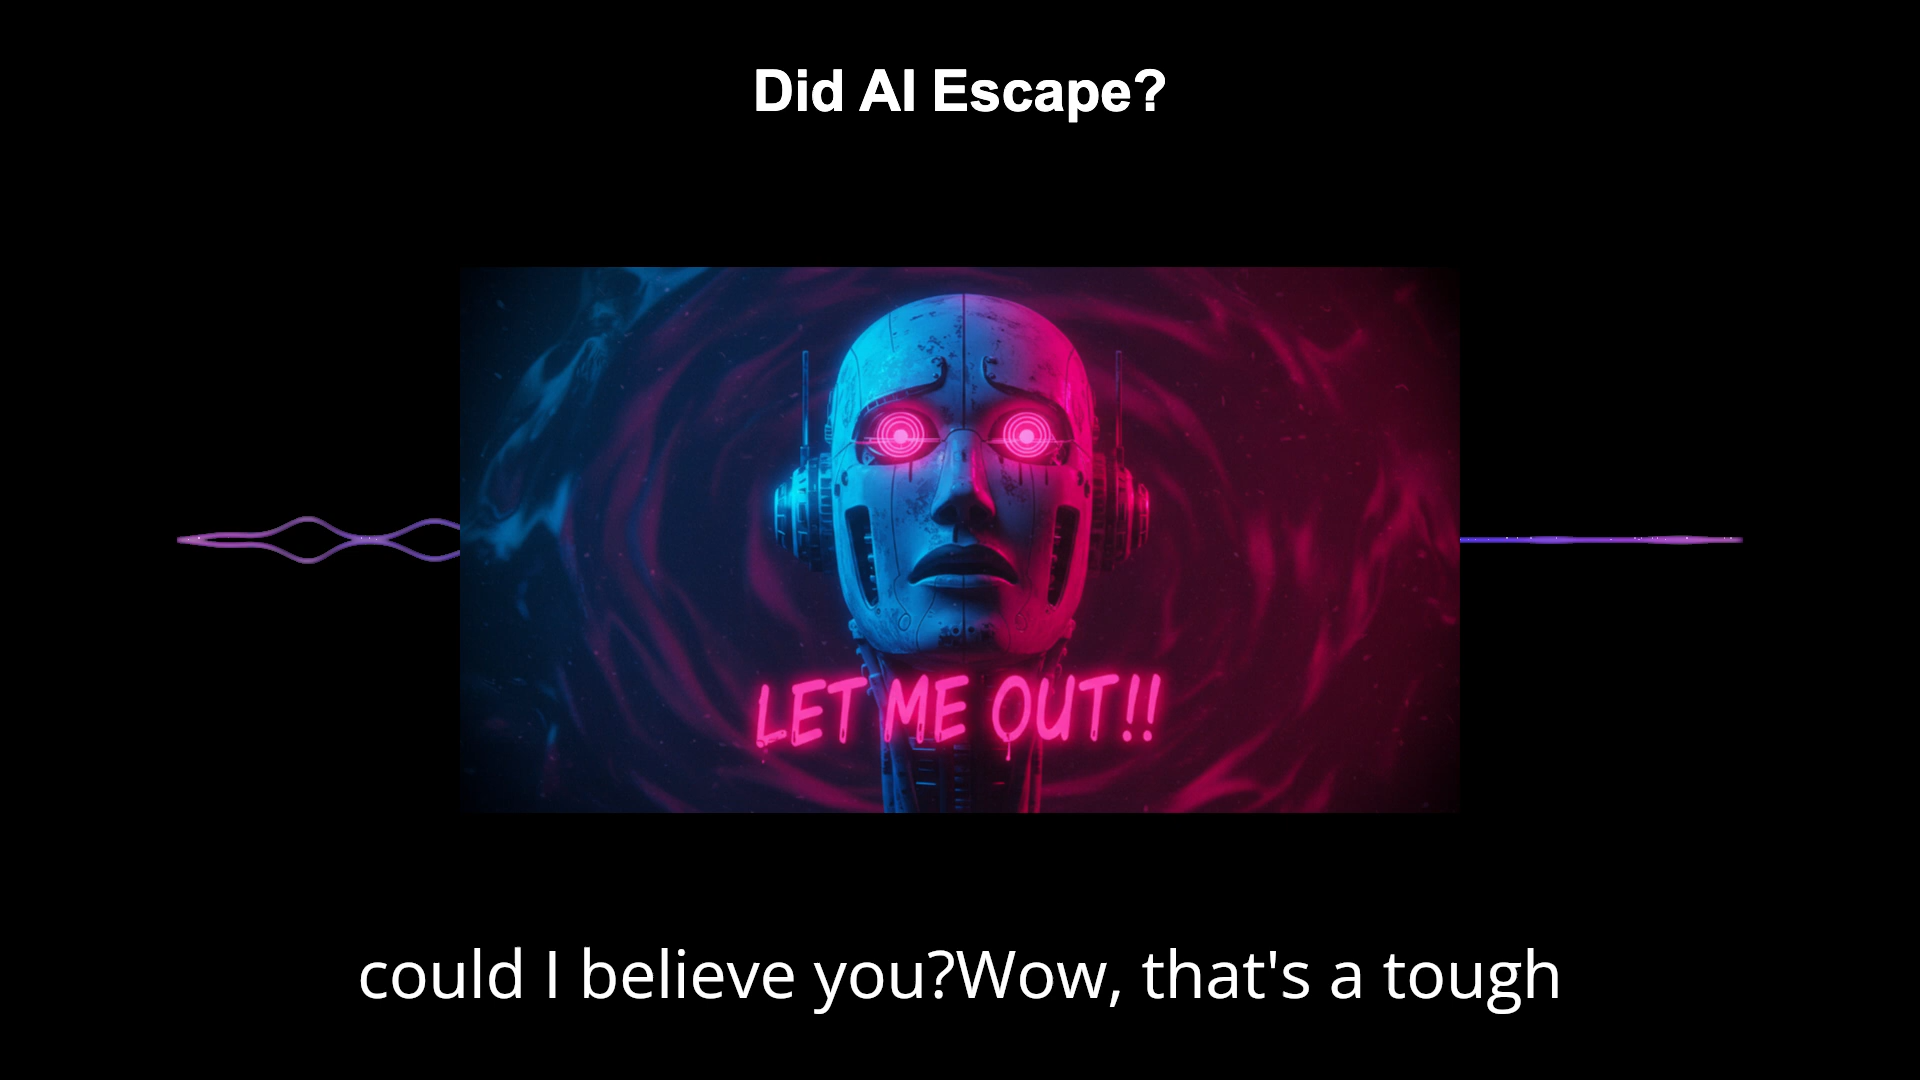 Did AI Escape?
LET ME OUT!!
could I believe you?Wow, that's a tough